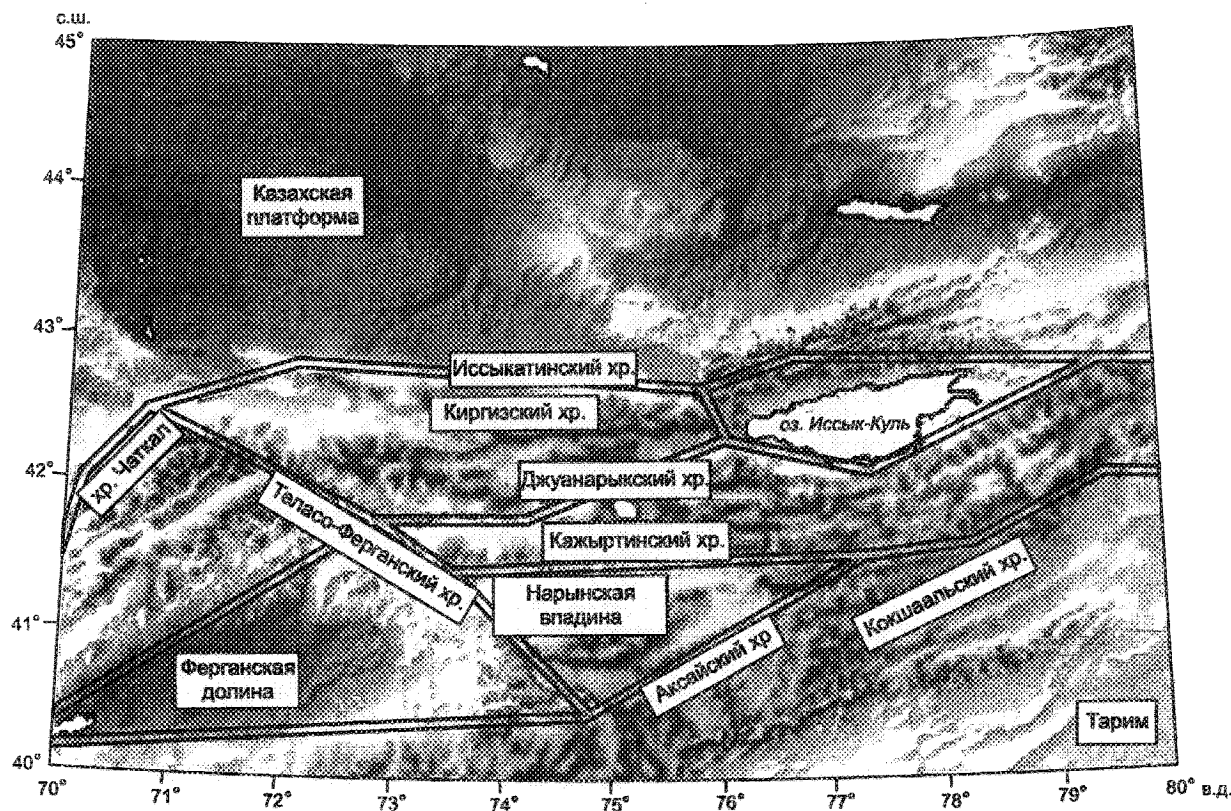 с.ш.
45°
44°
43°
42°
41°
40°
Казахская
платформа
Иссыкатинский хр.
Киргизский хр.
оз. Иссык-Куль
хр. Чаткал
Джуанарыкский хр.
Таласо-Ферганский хр.
Кажыртинский хр.
Нарынская
впадина
Кокшаальский хр.
Ферганская
долина
Аксайский хр
Тарим
70° 71° 72° 73° 74° 75° 76° 77° 78° 79° 80° в.д.